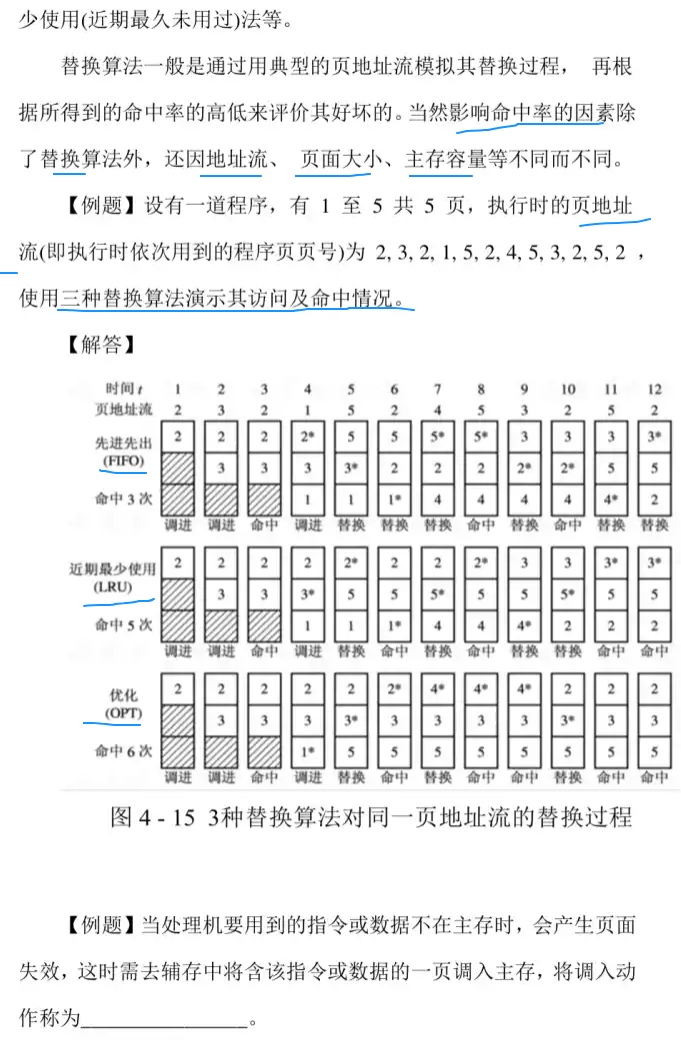 少使用(近期最久未用过)法等。
替换算法一般是通过用典型的页地址流模拟其替换过程， 再根
据所得到的命中率的高低来评价其好坏的。当然影响命中率的因素除
了替换算法外，还因地址流、 页面大小、主存容量等不同而不同。
【例题】设有一道程序，有 1 至 5 共 5 页，执行时的页地址
流(即执行时依次用到的程序页页号)为 2, 3, 2, 1, 5, 2, 4, 5, 3, 2, 5, 2 ，
使用三种替换算法演示其访问及命中情况。
【解答】
时间 t 1 2 3 4 5 6 7 8 9 10 11 12
页地址流 2 3 2 1 5 2 4 5 3 2 5 2
先进先出 2 2 2 2* 5 5 5* 5* 3 3 3 3*
(FIFO) 3 3 3 3* 2 2 2 2* 2* 5 5
命中 3 次 1 1 1* 4 4 4 4 4* 2
调进 调进 命中 调进 替换 替换 替换 命中 替换 命中 替换 替换
近期最少使用 2 2 2 2 2* 2 2 2* 3 3 3* 3*
(LRU) 3 3 3* 5 5 5* 5 5 5* 5 5
命中 5 次 1 1 1* 4 4 4* 2 2 2
调进 调进 命中 调进 替换 命中 替换 命中 替换 替换 命中 命中
优化 2 2 2 2 2 2* 4* 4* 4* 2 2 2
(OPT) 3 3 3 3* 3 3 3 3 3* 3 3
命中 6 次 1* 5 5 5 5 5 5 5 5
调进 调进 命中 调进 替换 命中 替换 命中 命中 替换 命中 命中
图 4 - 15 3种替换算法对同一页地址流的替换过程
【例题】当处理机要用到的指令或数据不在主存时，会产生页面
失效，这时需去辅存中将含该指令或数据的一页调入主存，将调入动
作称为________________。